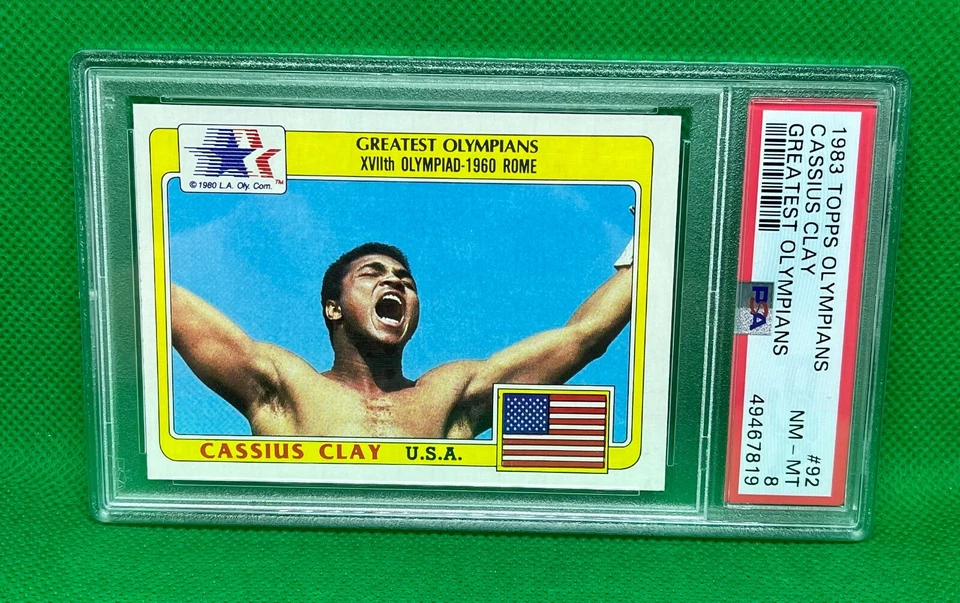 GREATEST OLYMPIANS
XVIIth OLYMPIAD-1960 ROME
© 1980 L.A. Oly. Com.™
CASSIUS CLAY U.S.A.
1983 TOPPS OLYMPIANS #92
CASSIUS CLAY NM - MT
GREATEST OLYMPIANS 8
PSA 49467819